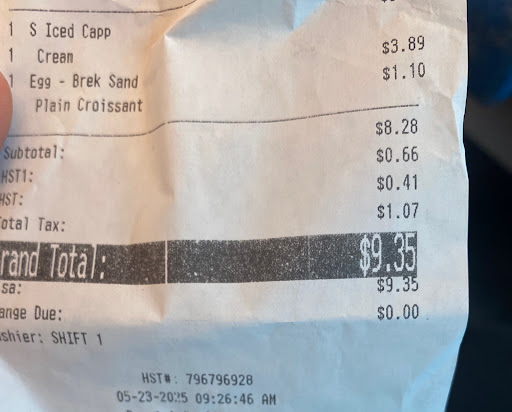 1 S Iced Capp
1 Cream
1 Egg - Brek Sand $3.89
Plain Croissant $1.10
Subtotal: $8.28
HST1: $0.66
HST: $0.41
otal Tax: $1.07
rand Total: $9.35
sa: $9.35
ange Due: $0.00
shier: SHIFT 1
HST#: 796796928
05-23-2025 09:26:46 AM